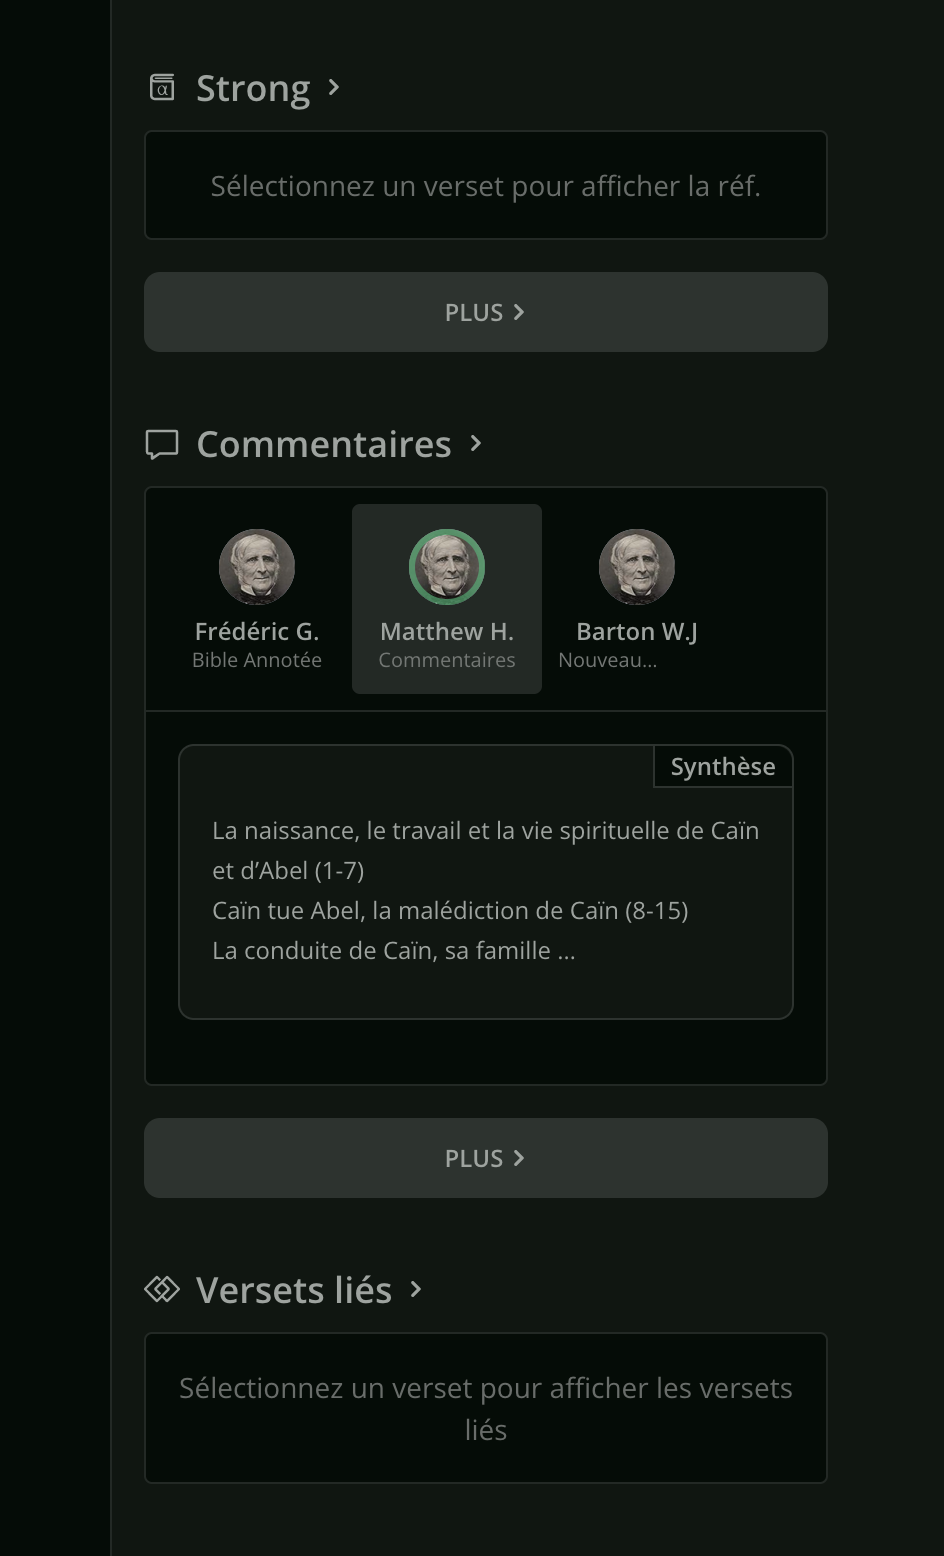 Strong
Sélectionnez un verset pour afficher la réf.
PLUS
Commentaires
Frédéric G.
Bible Annotée
Matthew H.
Commentaires
Barton W.J
Nouveau...
Synthèse
La naissance, le travail et la vie spirituelle de Caïn
et d’Abel (1-7)
Caïn tue Abel, la malédiction de Caïn (8-15)
La conduite de Caïn, sa famille ...
PLUS
Versets liés
Sélectionnez un verset pour afficher les versets
liés